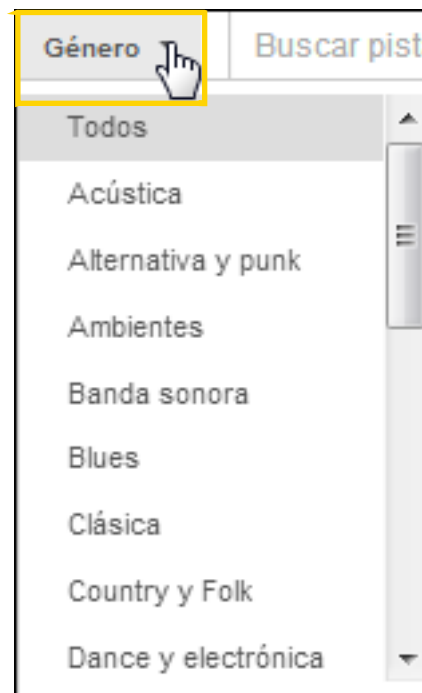 Género
Buscar pist
Todos
Acústica
Alternativa y punk
Ambientes
Banda sonora
Blues
Clásica
Country y Folk
Dance y electrónica